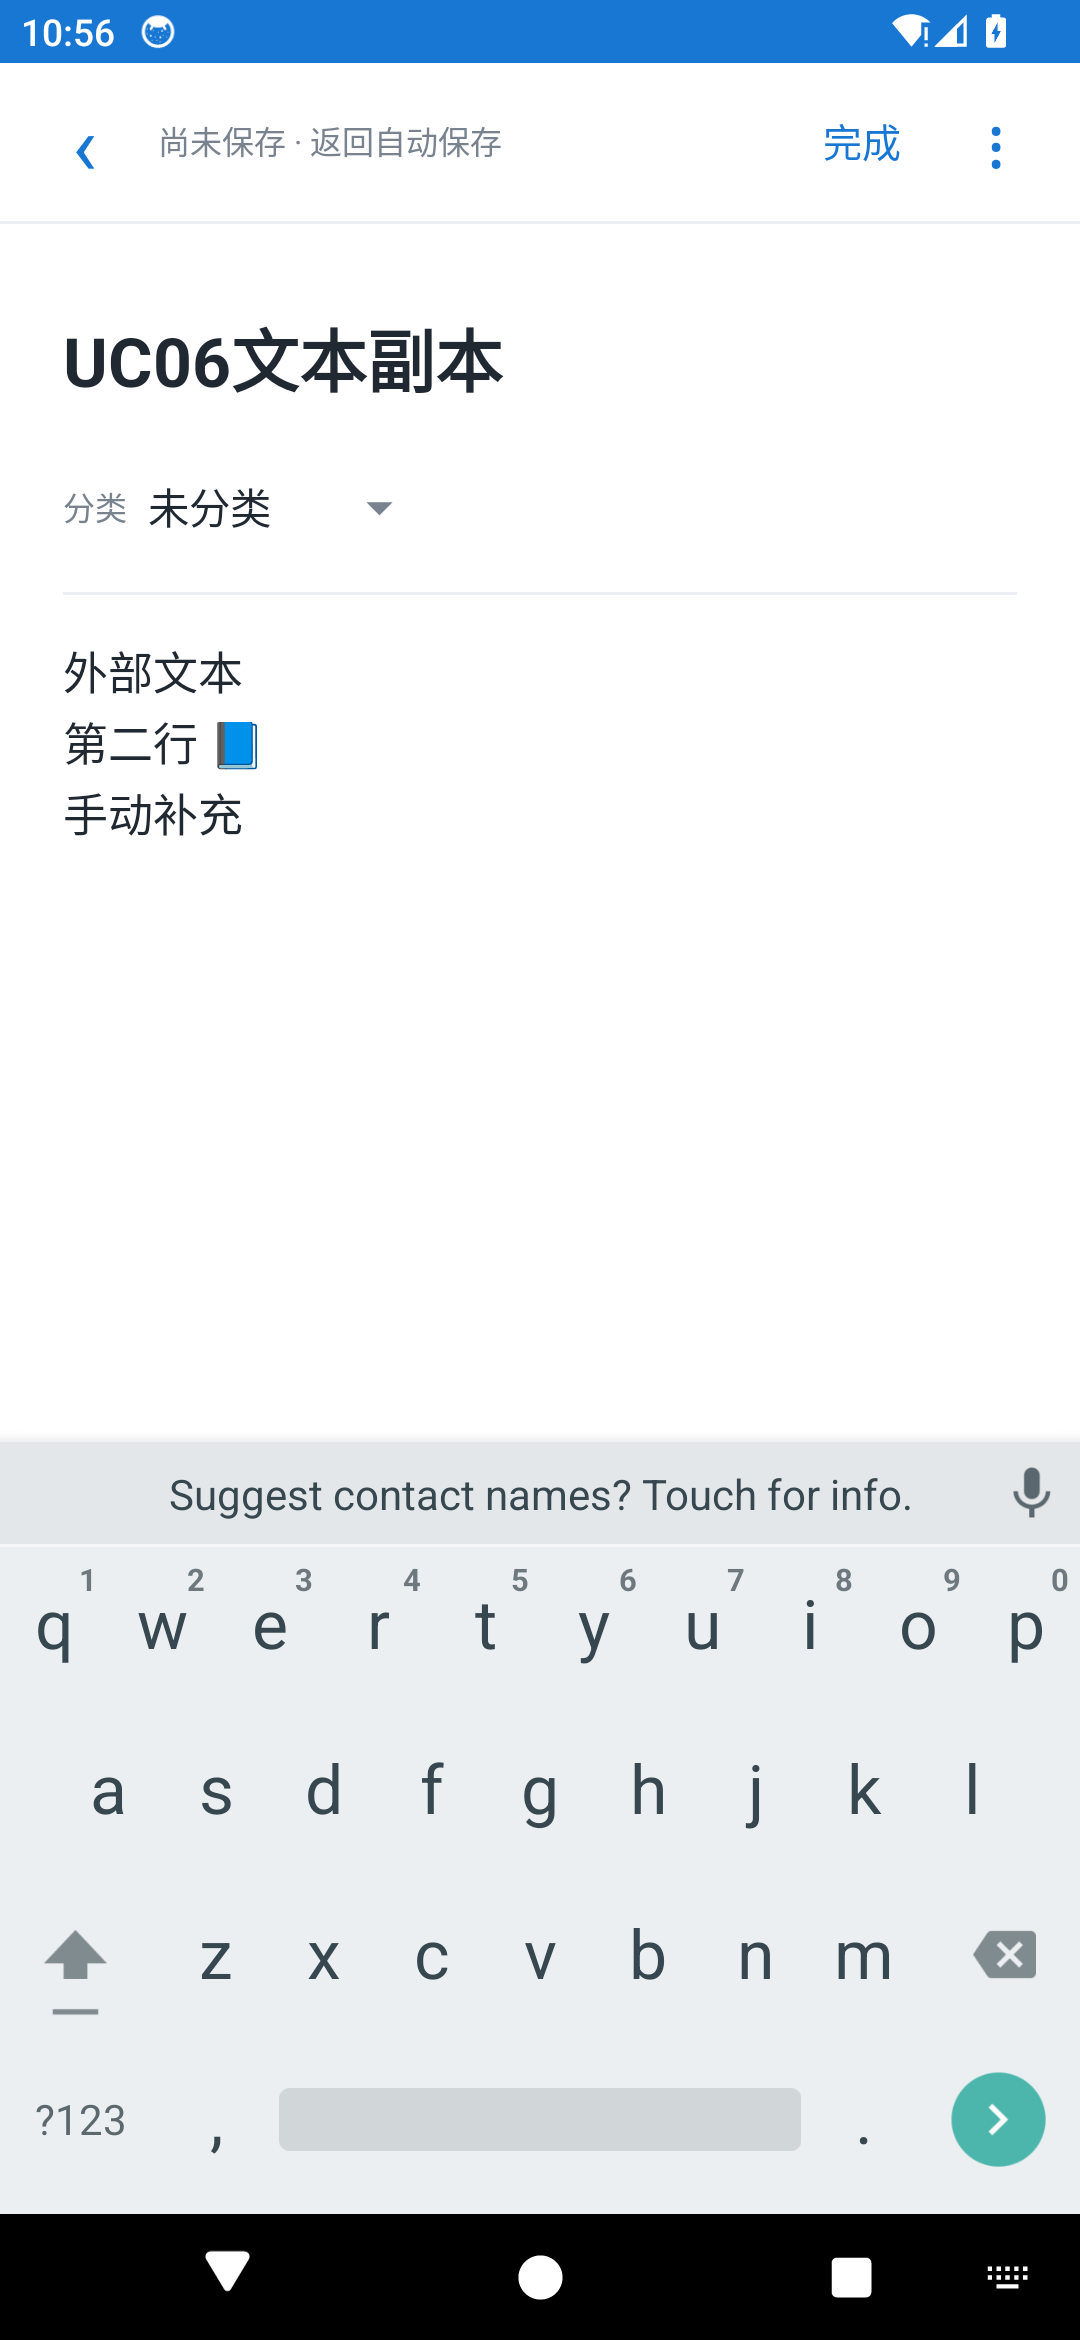 10:56
尚未保存 · 返回自动保存
完成
UC06文本副本
分类 未分类
外部文本
第二行 📘
手动补充
Suggest contact names? Touch for info.
1 2 3 4 5 6 7 8 9 0
q w e r t y u i o p
a s d f g h j k l
z x c v b n m
?123 , .